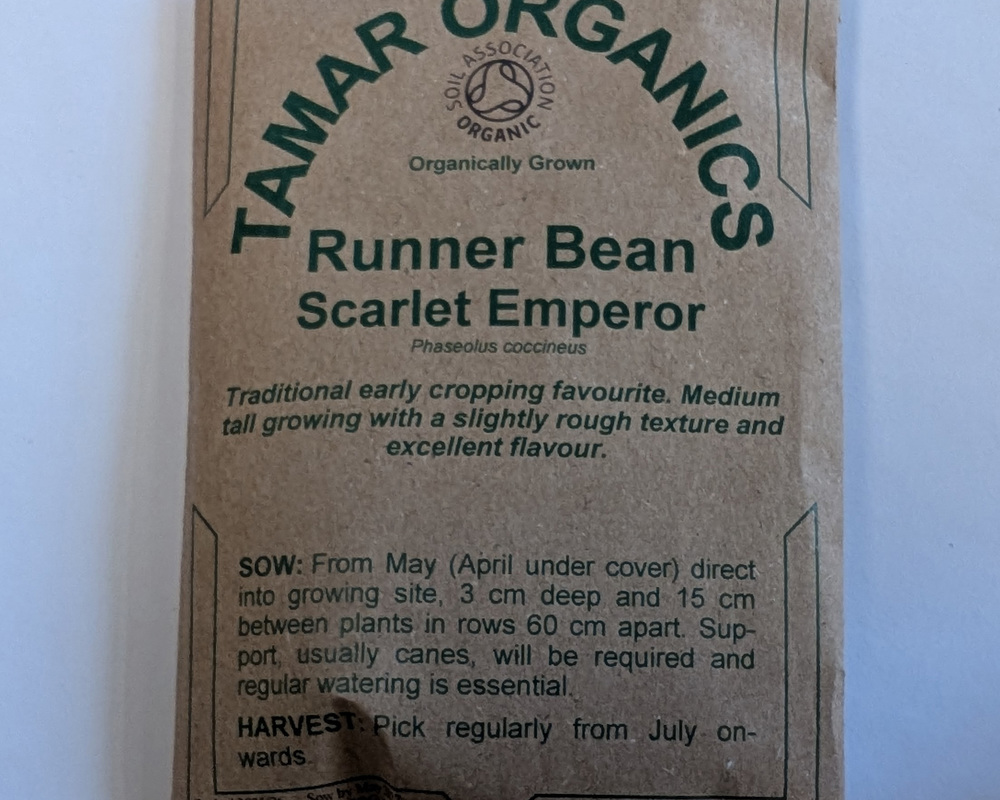 TAMAR ORGANICS
SOIL ASSOCIATION
ORGANIC
Organically Grown
Runner Bean
Scarlet Emperor
Phaseolus coccineus
Traditional early cropping favourite. Medium
tall growing with a slightly rough texture and
excellent flavour.
SOW: From May (April under cover) direct
into growing site, 3 cm deep and 15 cm
between plants in rows 60 cm apart. Sup-
port, usually canes, will be required and
regular watering is essential.
HARVEST: Pick regularly from July on-
wards.
Sow by